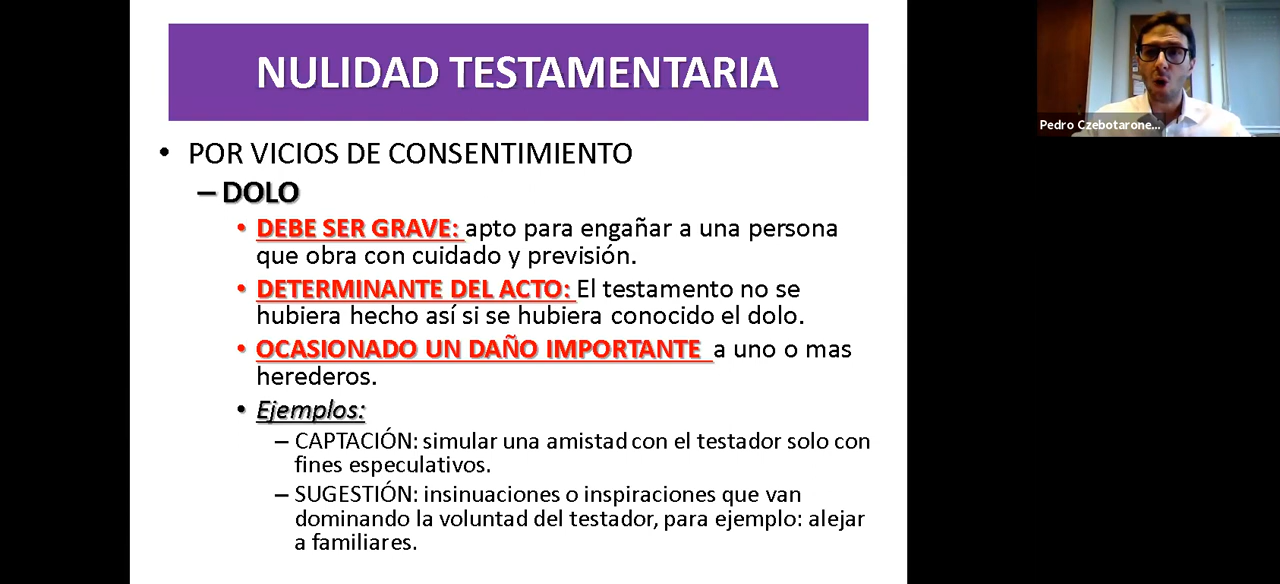 NULIDAD TESTAMENTARIA
• POR VICIOS DE CONSENTIMIENTO
– DOLO
• DEBE SER GRAVE: apto para engañar a una persona
que obra con cuidado y previsión.
• DETERMINANTE DEL ACTO: El testamento no se
hubiera hecho así si se hubiera conocido el dolo.
• OCASIONADO UN DAÑO IMPORTANTE a uno o mas
herederos.
• Ejemplos:
– CAPTACIÓN: simular una amistad con el testador solo con
fines especulativos.
– SUGESTIÓN: insinuaciones o inspiraciones que van
dominando la voluntad del testador, para ejemplo: alejar
a familiares.
Pedro Czebotarone...